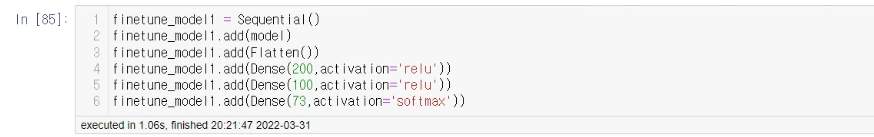 In [85]:
1 finetune_model1 = Sequential()
2 finetune_model1.add(model)
3 finetune_model1.add(Flatten())
4 finetune_model1.add(Dense(200,activation='relu'))
5 finetune_model1.add(Dense(100,activation='relu'))
6 finetune_model1.add(Dense(73,activation='softmax'))
executed in 1.06s, finished 20:21:47 2022-03-31